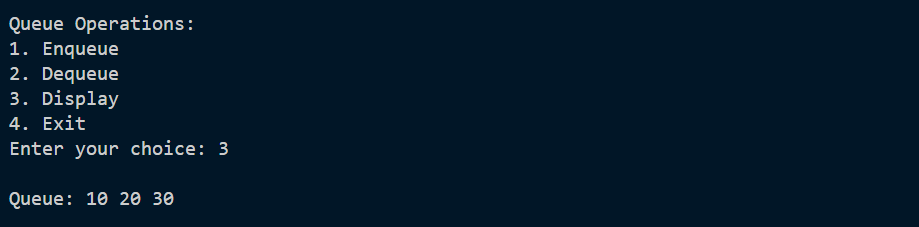 Queue Operations:
1. Enqueue
2. Dequeue
3. Display
4. Exit
Enter your choice: 3
Queue: 10 20 30